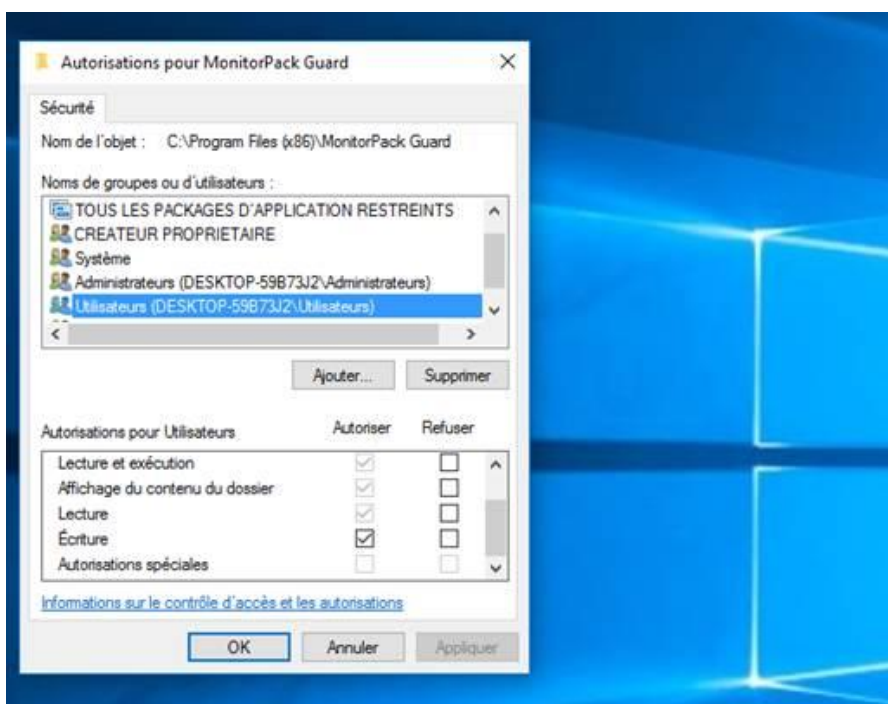 Autorisations pour MonitorPack Guard
Sécurité
Nom de l'objet : C:\Program Files (x86)\MonitorPack Guard
Noms de groupes ou d'utilisateurs :
TOUS LES PACKAGES D'APPLICATION RESTREINTS
CREATEUR PROPRIETAIRE
Système
Administrateurs (DESKTOP-59B73J2\Administrateurs)
Utilisateurs (DESKTOP-59B73J2\Utilisateurs)
Ajouter... Supprimer
Autorisations pour Utilisateurs Autoriser Refuser
Lecture et exécution
Affichage du contenu du dossier
Lecture
Écriture
Autorisations spéciales
Informations sur le contrôle d'accès et les autorisations
OK Annuler Appliquer